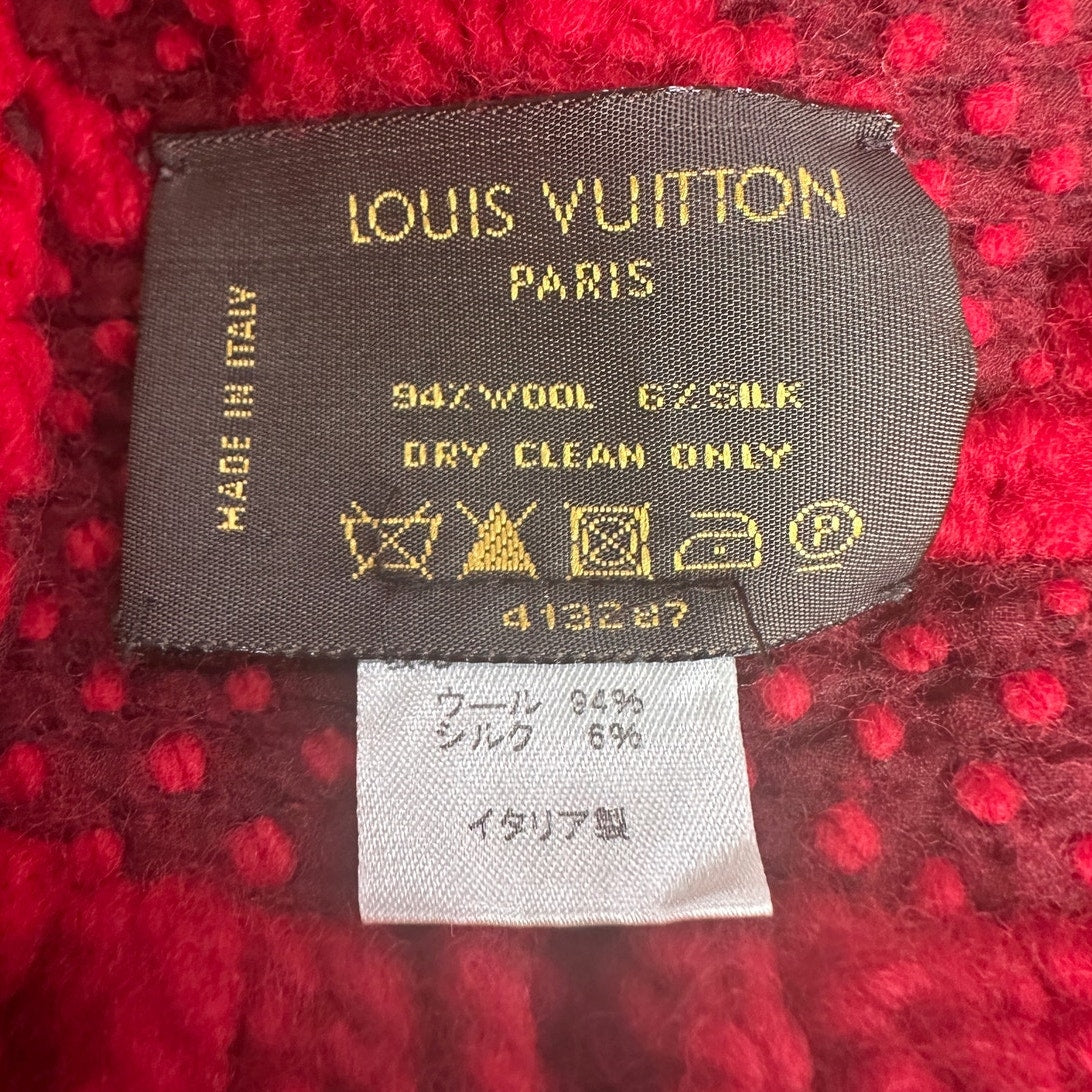 LOUIS VUITTON
PARIS
MADE IN ITALY
94% WOOL 6% SILK
DRY CLEAN ONLY
P
413287
ウール 94%
シルク 6%
イタリア製